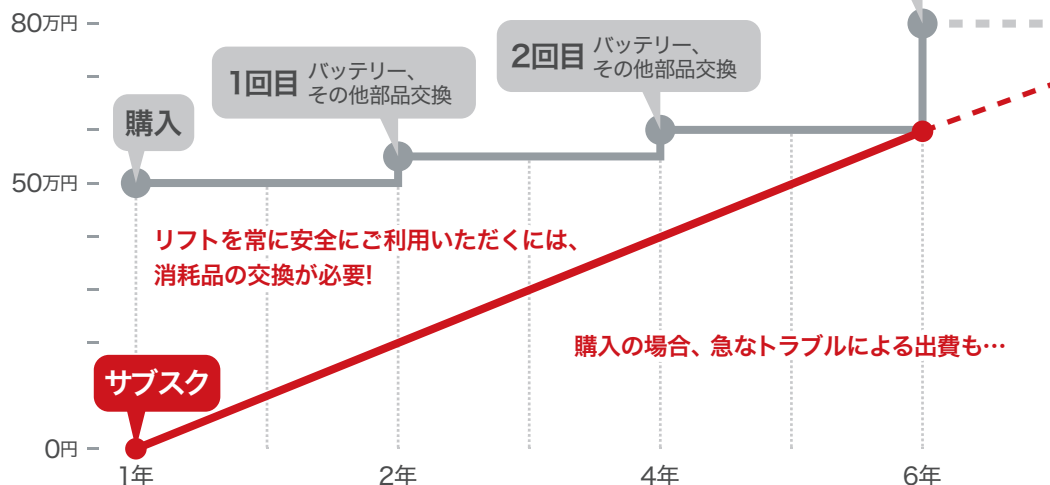 80万円
2回目 バッテリー、
その他部品交換
1回目 バッテリー、
その他部品交換
購入
50万円
リフトを常に安全にご利用いただくには、
消耗品の交換が必要!
購入の場合、急なトラブルによる出費も…
サブスク
0円
1年 2年 4年 6年